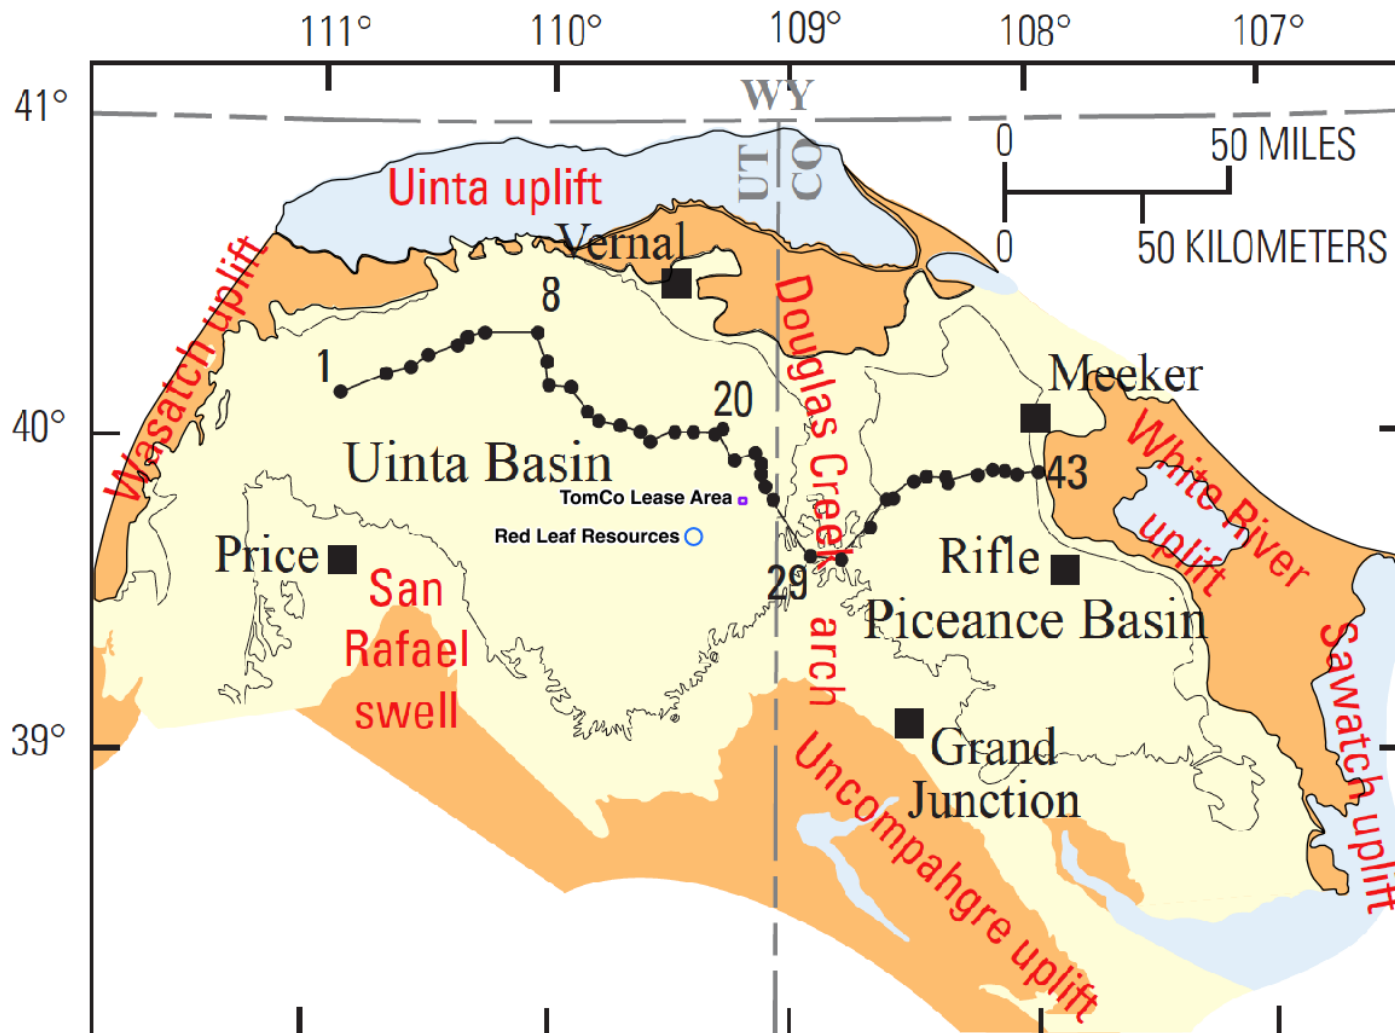 111°
110°
109°
108°
107°
41°
WY
UT
CO
0
50 MILES
0
50 KILOMETERS
Uinta uplift
Vernal
Wasatch uplift
8
1
Douglas Creek arch
Meeker
20
40°
Uinta Basin
White River
uplift
43
TomCo Lease Area
Red Leaf Resources
Price
Rifle
29
San
Rafael
swell
Piceance Basin
Sawatch uplift
39°
Grand
Junction
Uncompahgre uplift